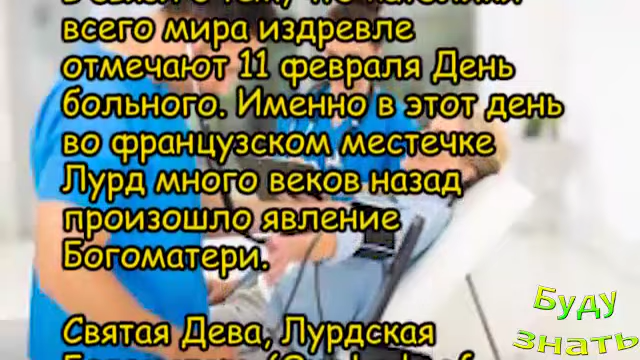 всего мира издревле
отмечают 11 февраля День
больного. Именно в этот день
во французском местечке
Лурд много веков назад
произошло явление
Богоматери.
Святая Дева, Лурдская
Буду
знать